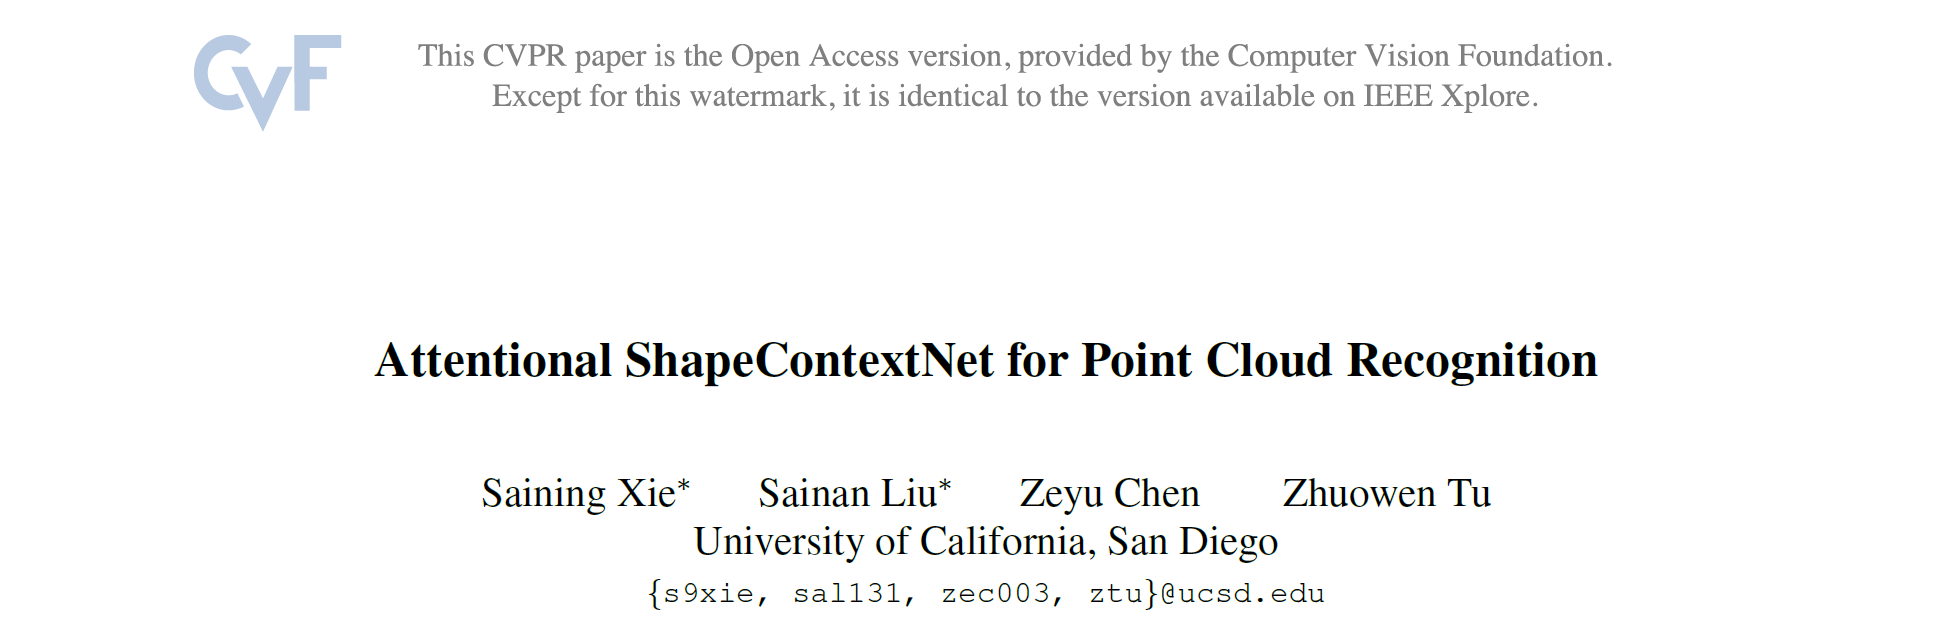 CVF
This CVPR paper is the Open Access version, provided by the Computer Vision Foundation.
Except for this watermark, it is identical to the version available on IEEE Xplore.
Attentional ShapeContextNet for Point Cloud Recognition
Saining Xie* Sainan Liu* Zeyu Chen Zhuowen Tu
University of California, San Diego
{s9xie, sal131, zec003, ztu}@ucsd.edu